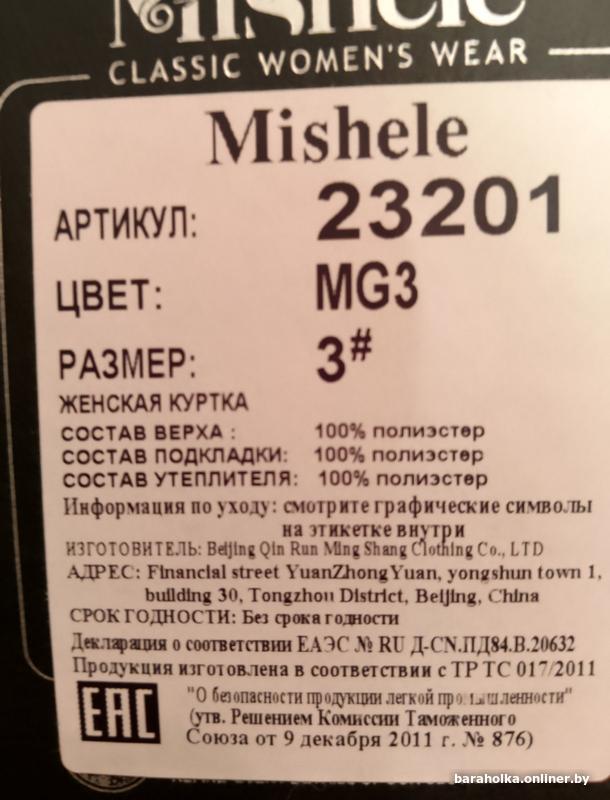 Mishele
CLASSIC WOMEN'S WEAR
Mishele
АРТИКУЛ: 23201
ЦВЕТ: MG3
РАЗМЕР: 3#
ЖЕНСКАЯ КУРТКА
СОСТАВ ВЕРХА : 100% полиэстер
СОСТАВ ПОДКЛАДКИ: 100% полиэстер
СОСТАВ УТЕПЛИТЕЛЯ: 100% полиэстер
Информация по уходу: смотрите графические символы
на этикетке внутри
ИЗГОТОВИТЕЛЬ: Beijing Qin Run Ming Shang Clothing Co., LTD
АДРЕС: Financial street YuanZhongYuan, yongshun town 1,
building 30, Tongzhou District, Beijing, China
СРОК ГОДНОСТИ: Без срока годности
Декларация о соответствии ЕАЭС № RU Д-CN.ПД84.В.20632
Продукция изготовлена в соответствии с ТР ТС 017/2011
EAC "О безопасности продукции легкой промышленности"
(утв. Решением Комиссии Таможенного
Союза от 9 декабря 2011 г. № 876)
baraholka.onliner.by